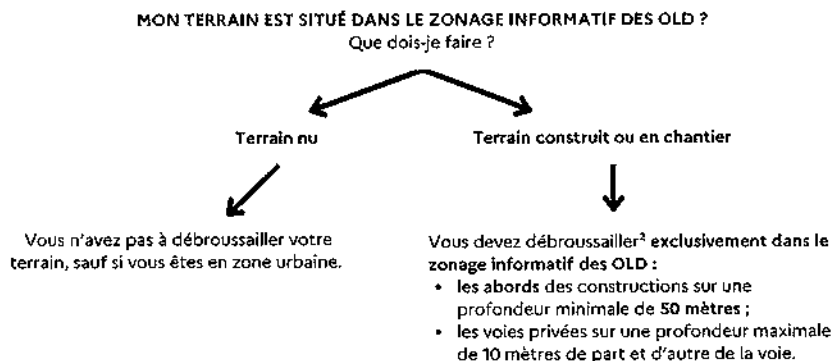 MON TERRAIN EST SITUÉ DANS LE ZONAGE INFORMATIF DES OLD ?
Que dois-je faire ?
Terrain nu
Terrain construit ou en chantier
Vous n'avez pas à débroussailler votre
terrain, sauf si vous êtes en zone urbaine.
Vous devez débroussailler² exclusivement dans le
zonage informatif des OLD :
• les abords des constructions sur une
profondeur minimale de 50 mètres ;
• les voies privées sur une profondeur maximale
de 10 mètres de part et d'autre de la voie.